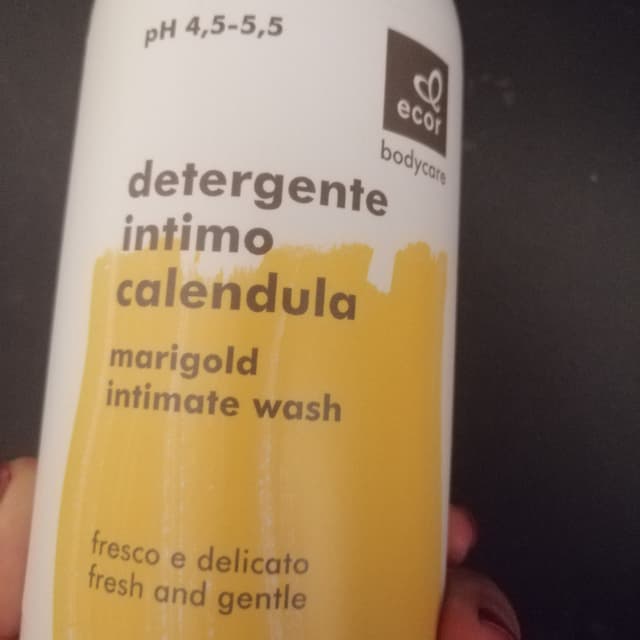 pH 4,5-5,5
ecor
bodycare
detergente
intimo
calendula
marigold
intimate wash
fresco e delicato
fresh and gentle